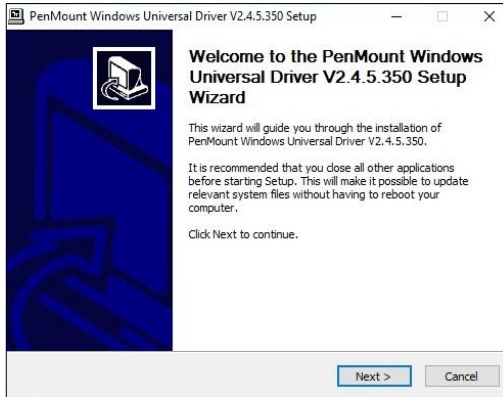 PenMount Windows Universal Driver V2.4.5.350 Setup
Welcome to the PenMount Windows
Universal Driver V2.4.5.350 Setup
Wizard
This wizard will guide you through the installation of
PenMount Windows Universal Driver V2.4.5.350.
It is recommended that you close all other applications
before starting Setup. This will make it possible to update
relevant system files without having to reboot your
computer.
Click Next to continue.
Next >
Cancel